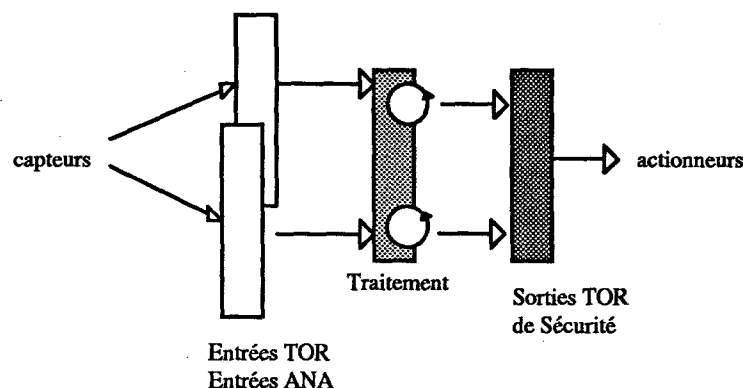 capteurs
actionneurs
Traitement
Sorties TOR
de Sécurité
Entrées TOR
Entrées ANA